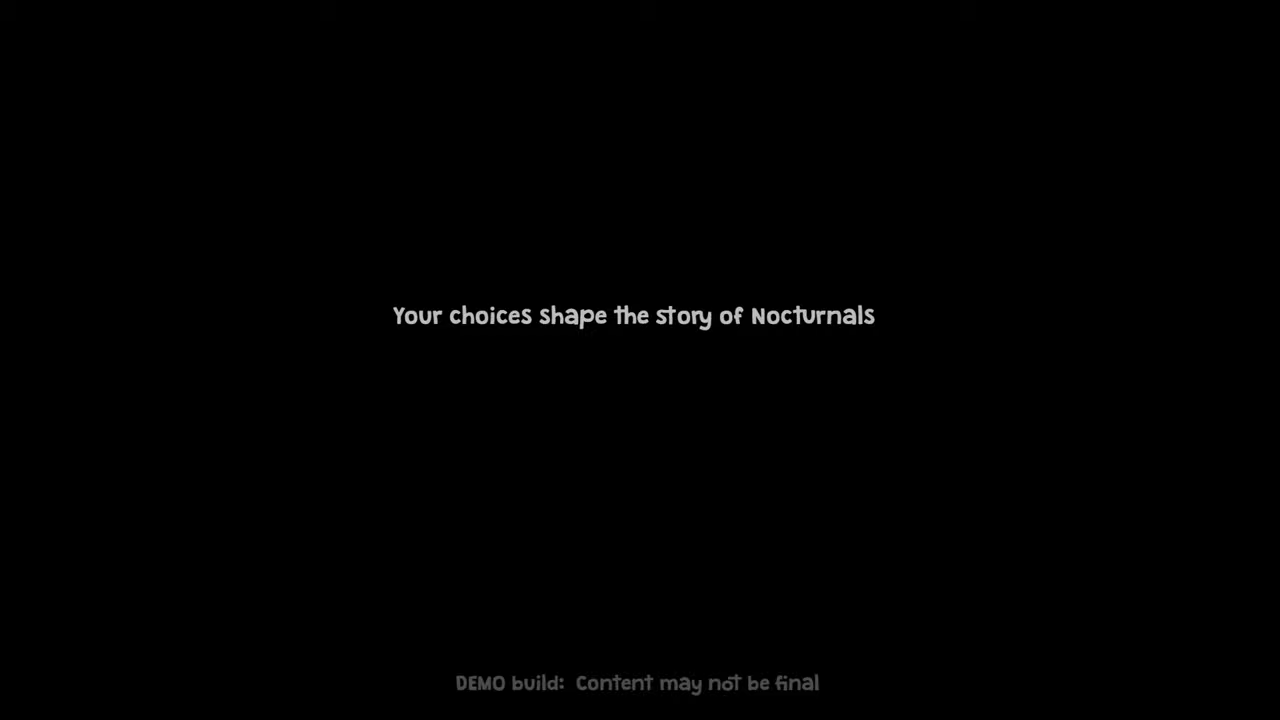 Your choices shape the story of Nocturnals
DEMO build: Content may not be final